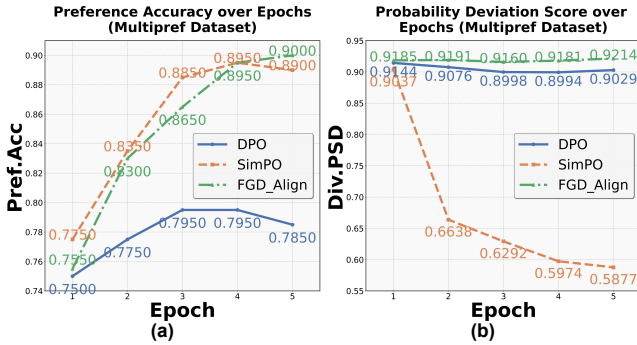 Preference Accuracy over Epochs
(Multipref Dataset)
Pref.Acc
0.90
0.88
0.86
0.84
0.82
0.80
0.78
0.76
0.74
0.7750
0.8350
0.8850
0.8950
0.8900
0.7550
0.8300
0.8650
0.8950
0.9000
0.7500
0.7750
0.7950
0.7950
0.7850
DPO
SimPO
FGD_Align
1 2 3 4 5
Epoch
(a)
Probability Deviation Score over
Epochs (Multipref Dataset)
Div.PSD
0.95
0.90
0.85
0.80
0.75
0.70
0.65
0.60
0.55
0.9185 0.9191 0.9160 0.9181 0.9214
0.9144 0.9076 0.8998 0.8994 0.9029
0.9037
0.6638
0.6292
0.5974
0.5877
DPO
SimPO
FGD_Align
1 2 3 4 5
Epoch
(b)